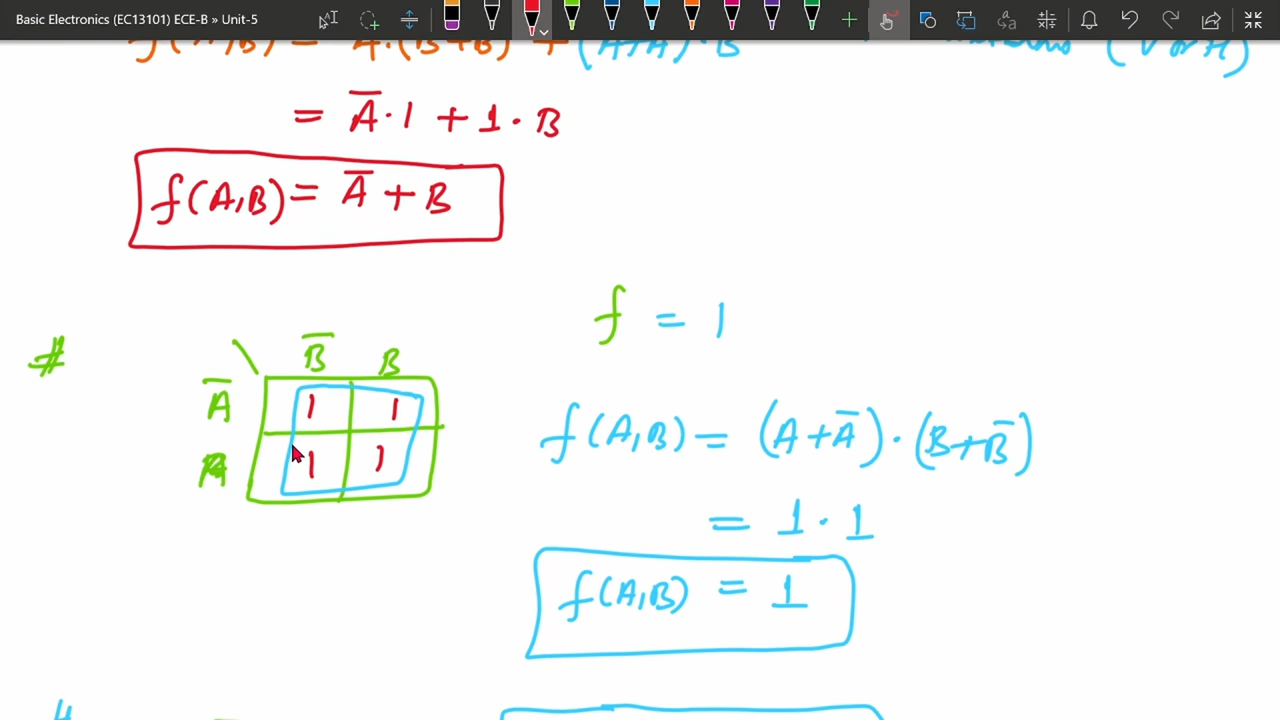 Basic Electronics (EC13101) ECE-B » Unit-5
= A̅·1 + 1·B
f(A,B) = A̅ + B
f = 1
#
B̅ B
A̅ 1 1
A 1 1
f(A,B) = (A+A̅)·(B+B̅)
= 1·1
f(A,B) = 1